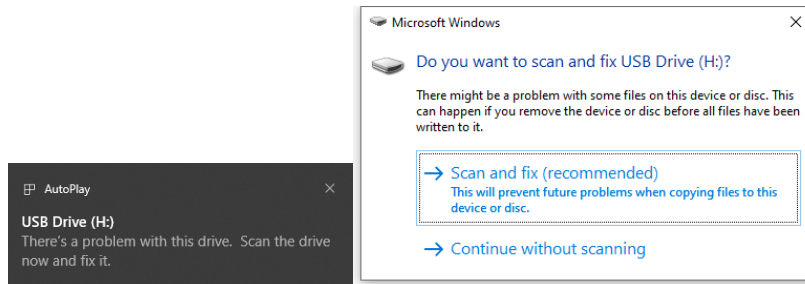 AutoPlay
USB Drive (H:)
There's a problem with this drive. Scan the drive
now and fix it.
Microsoft Windows
Do you want to scan and fix USB Drive (H:)?
There might be a problem with some files on this device or disc. This
can happen if you remove the device or disc before all files have been
written to it.
Scan and fix (recommended)
This will prevent future problems when copying files to this
device or disc.
Continue without scanning